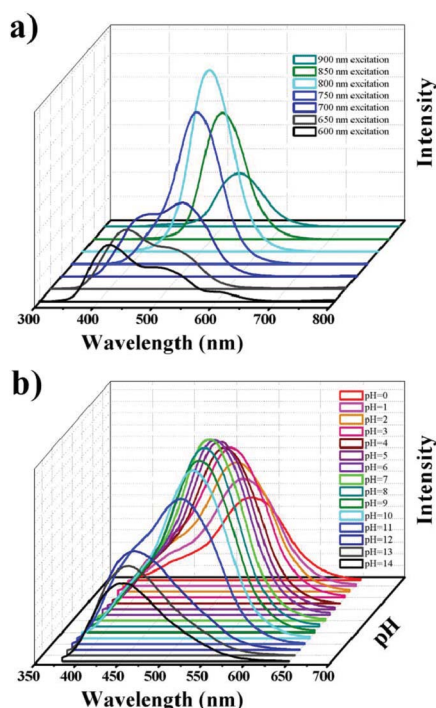 a)
900 nm excitation
850 nm excitation
800 nm excitation
750 nm excitation
700 nm excitation
650 nm excitation
600 nm excitation
Intensity
300 400 500 600 700 800
Wavelength (nm)
b)
pH=0
pH=1
pH=2
pH=3
pH=4
pH=5
pH=6
pH=7
pH=8
pH=9
pH=10
pH=11
pH=12
pH=13
pH=14
Intensity
pH
350 400 450 500 550 600 650 700
Wavelength (nm)